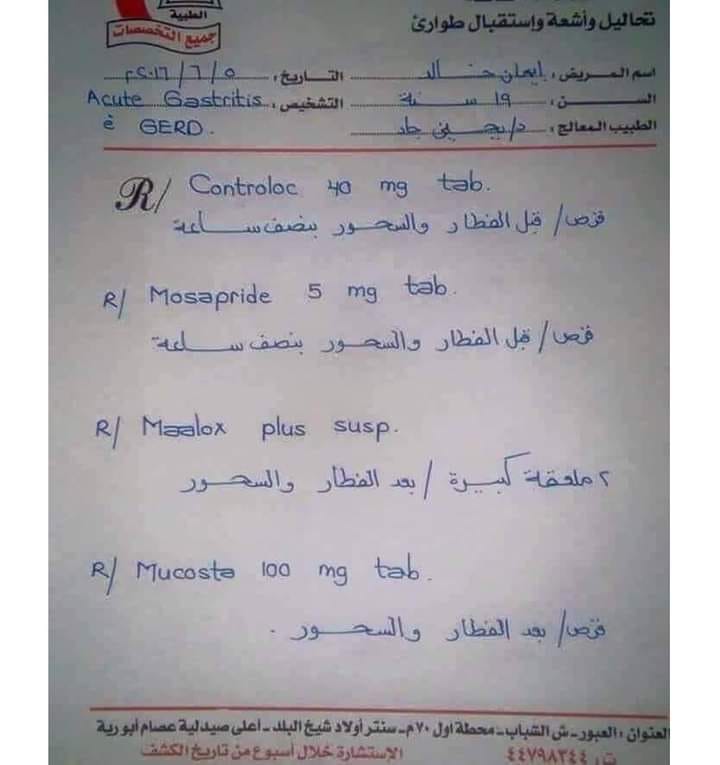 الطبية
جميع التخصصات
تحاليل وأشعة وإستقبال طوارئ
اسم المريض : إيمان خالد التاريخ : ٥ / ٦ / ٢٠١٦م
السن : ١٩ سنة التشخيص : Acute Gastritis
الطبيب المعالج : د/ يحيى جاد è GERD.
R/ Controloc 40 mg tab.
قرص/ قبل الفطار والسحور بنصف ساعة
R/ Mosapride 5 mg tab.
قرص/ قبل الفطار والسحور بنصف ساعة
R/ Maalox plus susp.
٢ ملعقة كبيرة / بعد الفطار والسحور
R/ Mucosta 100 mg tab.
قرص/ بعد الفطار والسحور .
العنوان : العبور - ش الشباب - محطة اول ٧٠م - سنتر أولاد شيخ البلد - أعلى صيدلية عصام أبو رية
ت : ٤٤٧٩٨٣٤٤ الإستشارة خلال أسبوع من تاريخ الكشف